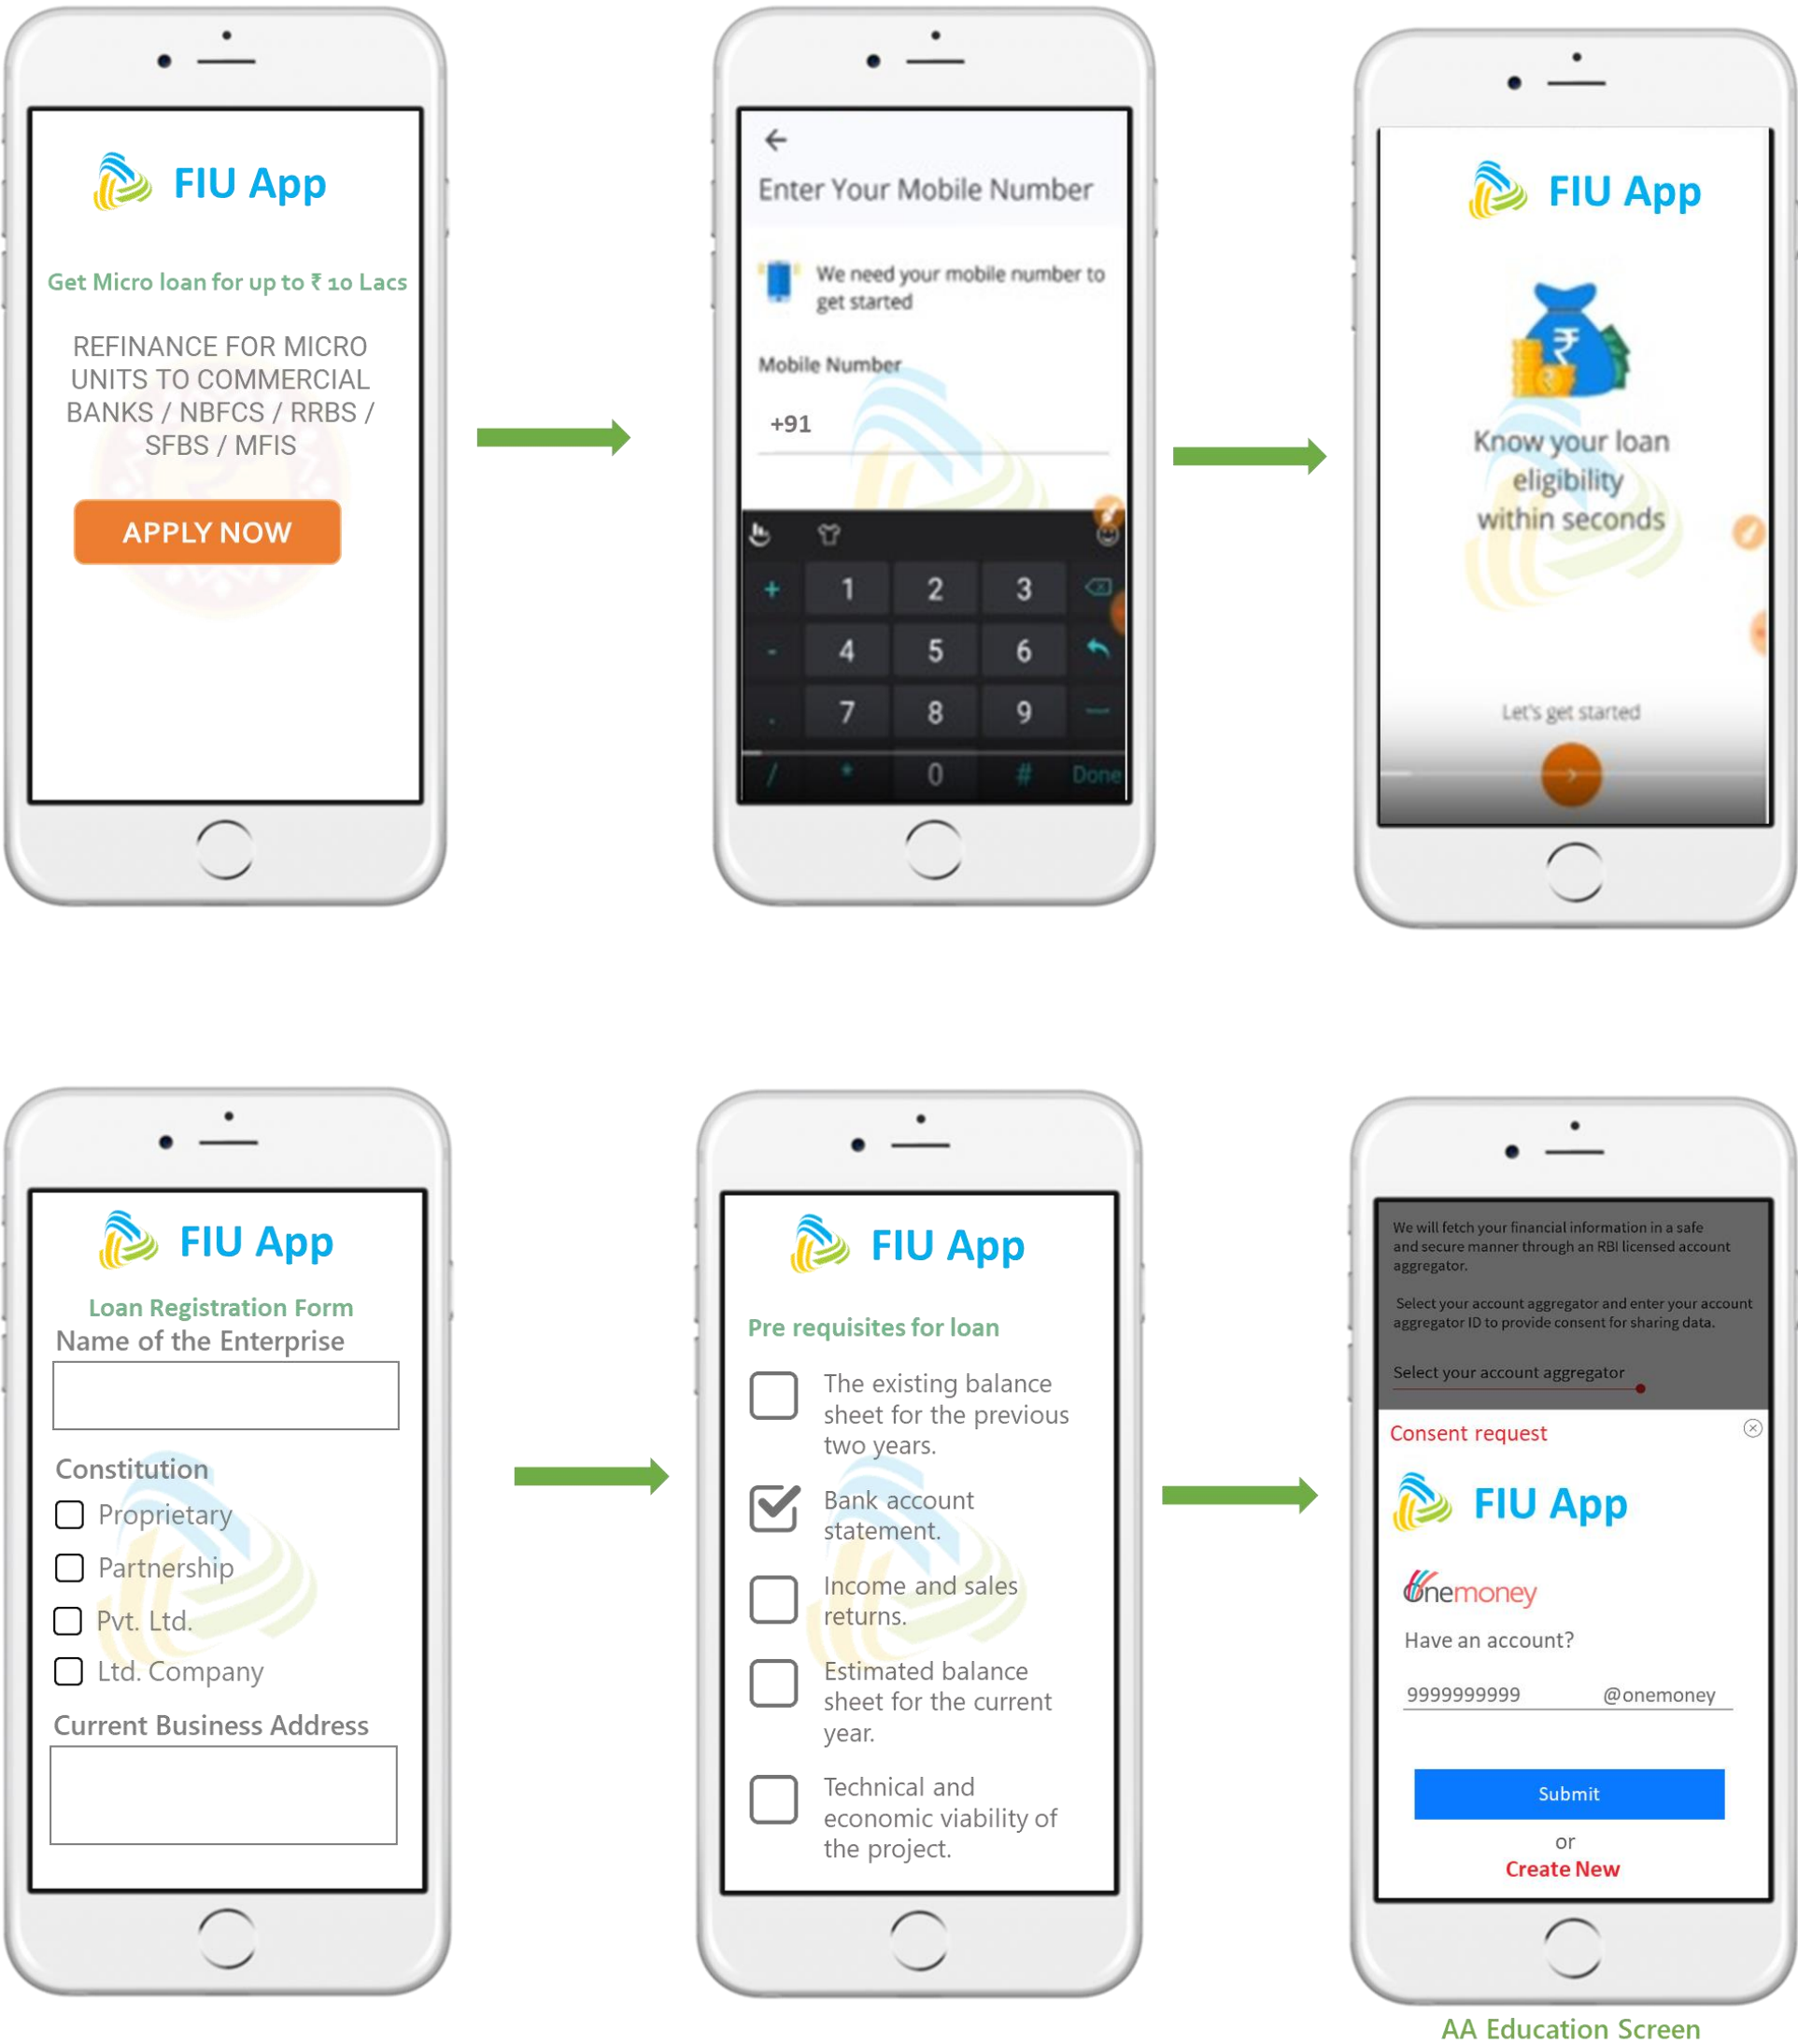 FIU App
Get Micro loan for up to ₹ 10 Lacs
REFINANCE FOR MICRO
UNITS TO COMMERCIAL
BANKS / NBFCS / RRBS /
SFBS / MFIS
APPLY NOW
Enter Your Mobile Number
We need your mobile number to
get started
Mobile Number
+91
+ 1 2 3
- 4 5 6
. 7 8 9
/ * 0 # Done
FIU App
₹
Know your loan
eligibility
within seconds
Let's get started
FIU App
Loan Registration Form
Name of the Enterprise
Constitution
Proprietary
Partnership
Pvt. Ltd.
Ltd. Company
Current Business Address
FIU App
Pre requisites for loan
The existing balance
sheet for the previous
two years.
Bank account
statement.
Income and sales
returns.
Estimated balance
sheet for the current
year.
Technical and
economic viability of
the project.
We will fetch your financial information in a safe
and secure manner through an RBI licensed account
aggregator.
Select your account aggregator and enter your account
aggregator ID to provide consent for sharing data.
Select your account aggregator
Consent request
FIU App
Onemoney
Have an account?
9999999999 @onemoney
Submit
or
Create New
AA Education Screen